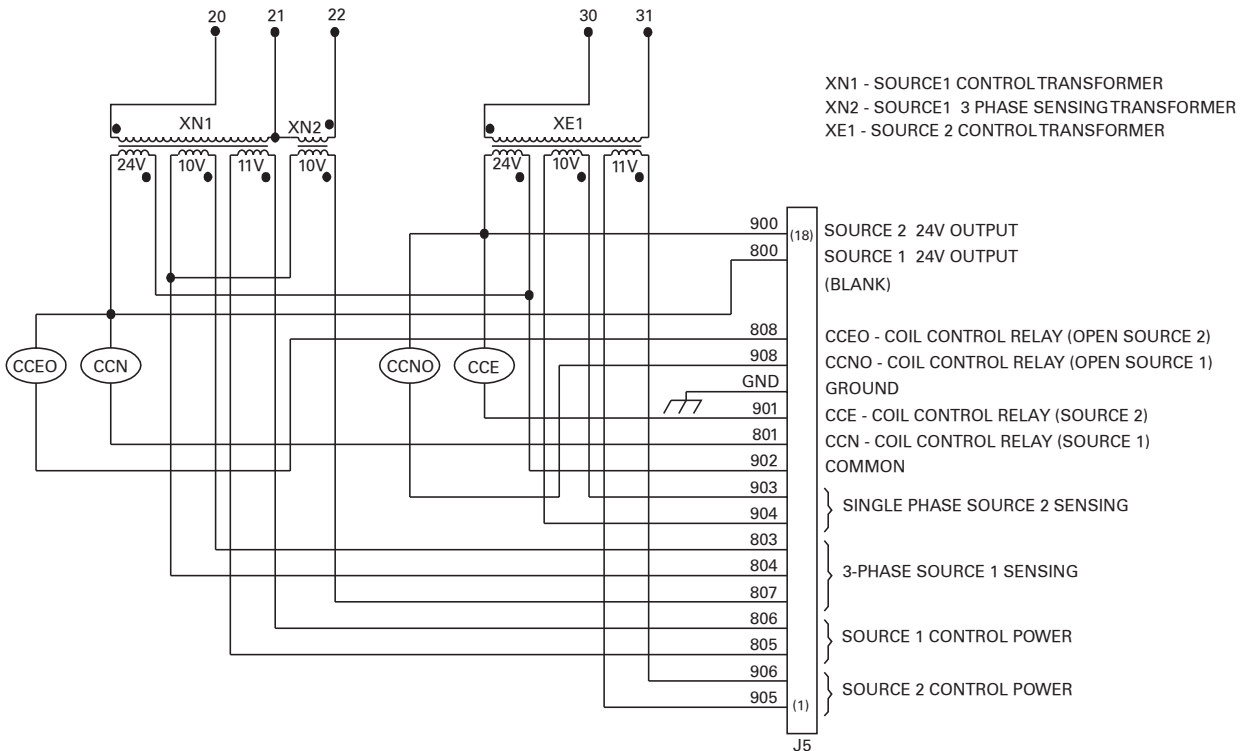 20 21 22 30 31
XN1 - SOURCE1 CONTROL TRANSFORMER
XN2 - SOURCE1 3 PHASE SENSING TRANSFORMER
XE1 - SOURCE 2 CONTROL TRANSFORMER
XN1 XN2 XE1
24V 10V 11V 10V 24V 10V 11V
900 (18) SOURCE 2 24V OUTPUT
800 SOURCE 1 24V OUTPUT
(BLANK)
808 CCEO - COIL CONTROL RELAY (OPEN SOURCE 2)
CCEO CCN CCNO CCE
908 CCNO - COIL CONTROL RELAY (OPEN SOURCE 1)
GND GROUND
901 CCE - COIL CONTROL RELAY (SOURCE 2)
801 CCN - COIL CONTROL RELAY (SOURCE 1)
902 COMMON
903
SINGLE PHASE SOURCE 2 SENSING
904
803
804 3-PHASE SOURCE 1 SENSING
807
806
SOURCE 1 CONTROL POWER
805
906
SOURCE 2 CONTROL POWER
905 (1)
J5